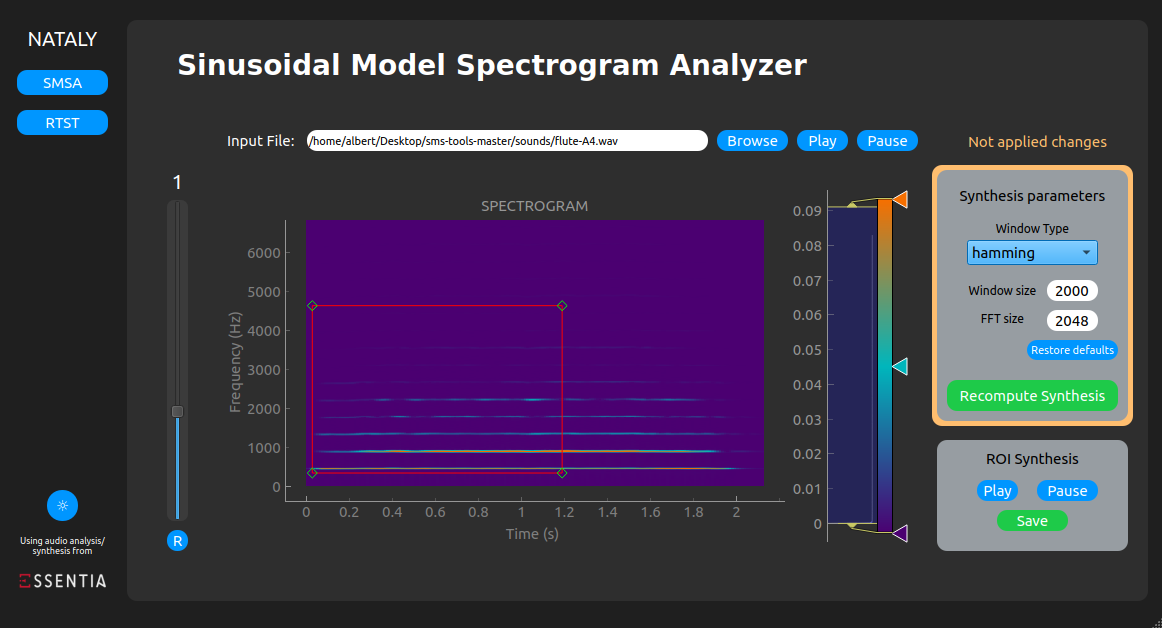 NATALY
SMSA
RTST
Sinusoidal Model Spectrogram Analyzer
Input File: /home/albert/Desktop/sms-tools-master/sounds/flute-A4.wav Browse Play Pause
Not applied changes
1
R
SPECTROGRAM
Frequency (Hz)
6000
5000
4000
3000
2000
1000
0
0 0.2 0.4 0.6 0.8 1 1.2 1.4 1.6 1.8 2
Time (s)
0.09
0.08
0.07
0.06
0.05
0.04
0.03
0.02
0.01
0
Synthesis parameters
Window Type
hamming
Window size 2000
FFT size 2048
Restore defaults
Recompute Synthesis
ROI Synthesis
Play Pause
Save
Using audio analysis/
synthesis from
ESSENTIA